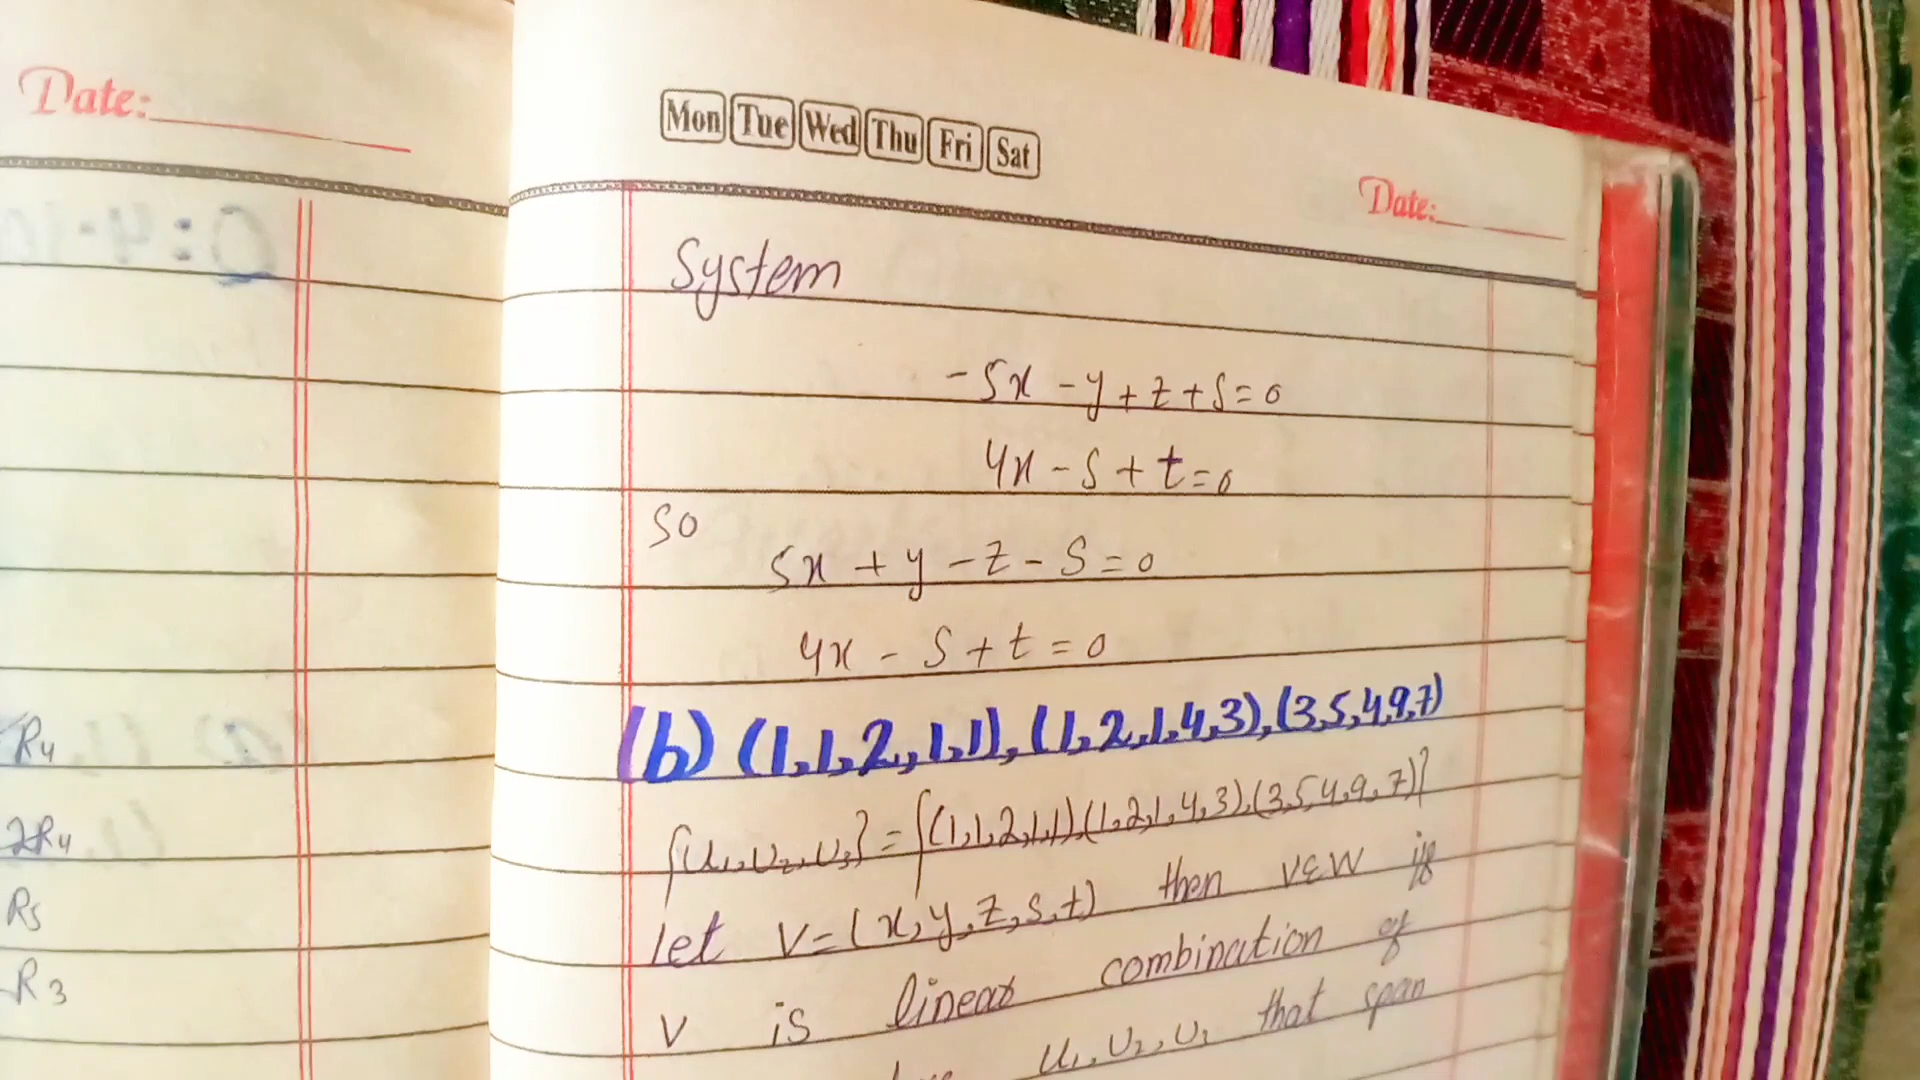 Date:
R4
2R4
R5
R3
Mon Tue Wed Thu Fri Sat
Date:
System
-5x - y + z + s = 0
4x - s + t = 0
so
5x + y - z - s = 0
4x - s + t = 0
(b) (1,1,2,1,1), (1,2,1,4,3), (3,5,4,9,7)
{u1, u2, u3} = {(1,1,2,1,1), (1,2,1,4,3), (3,5,4,9,7)}
let v = (x, y, z, s, t) then v ∈ W if
v is linear combination of
u1, u2, u3 that span